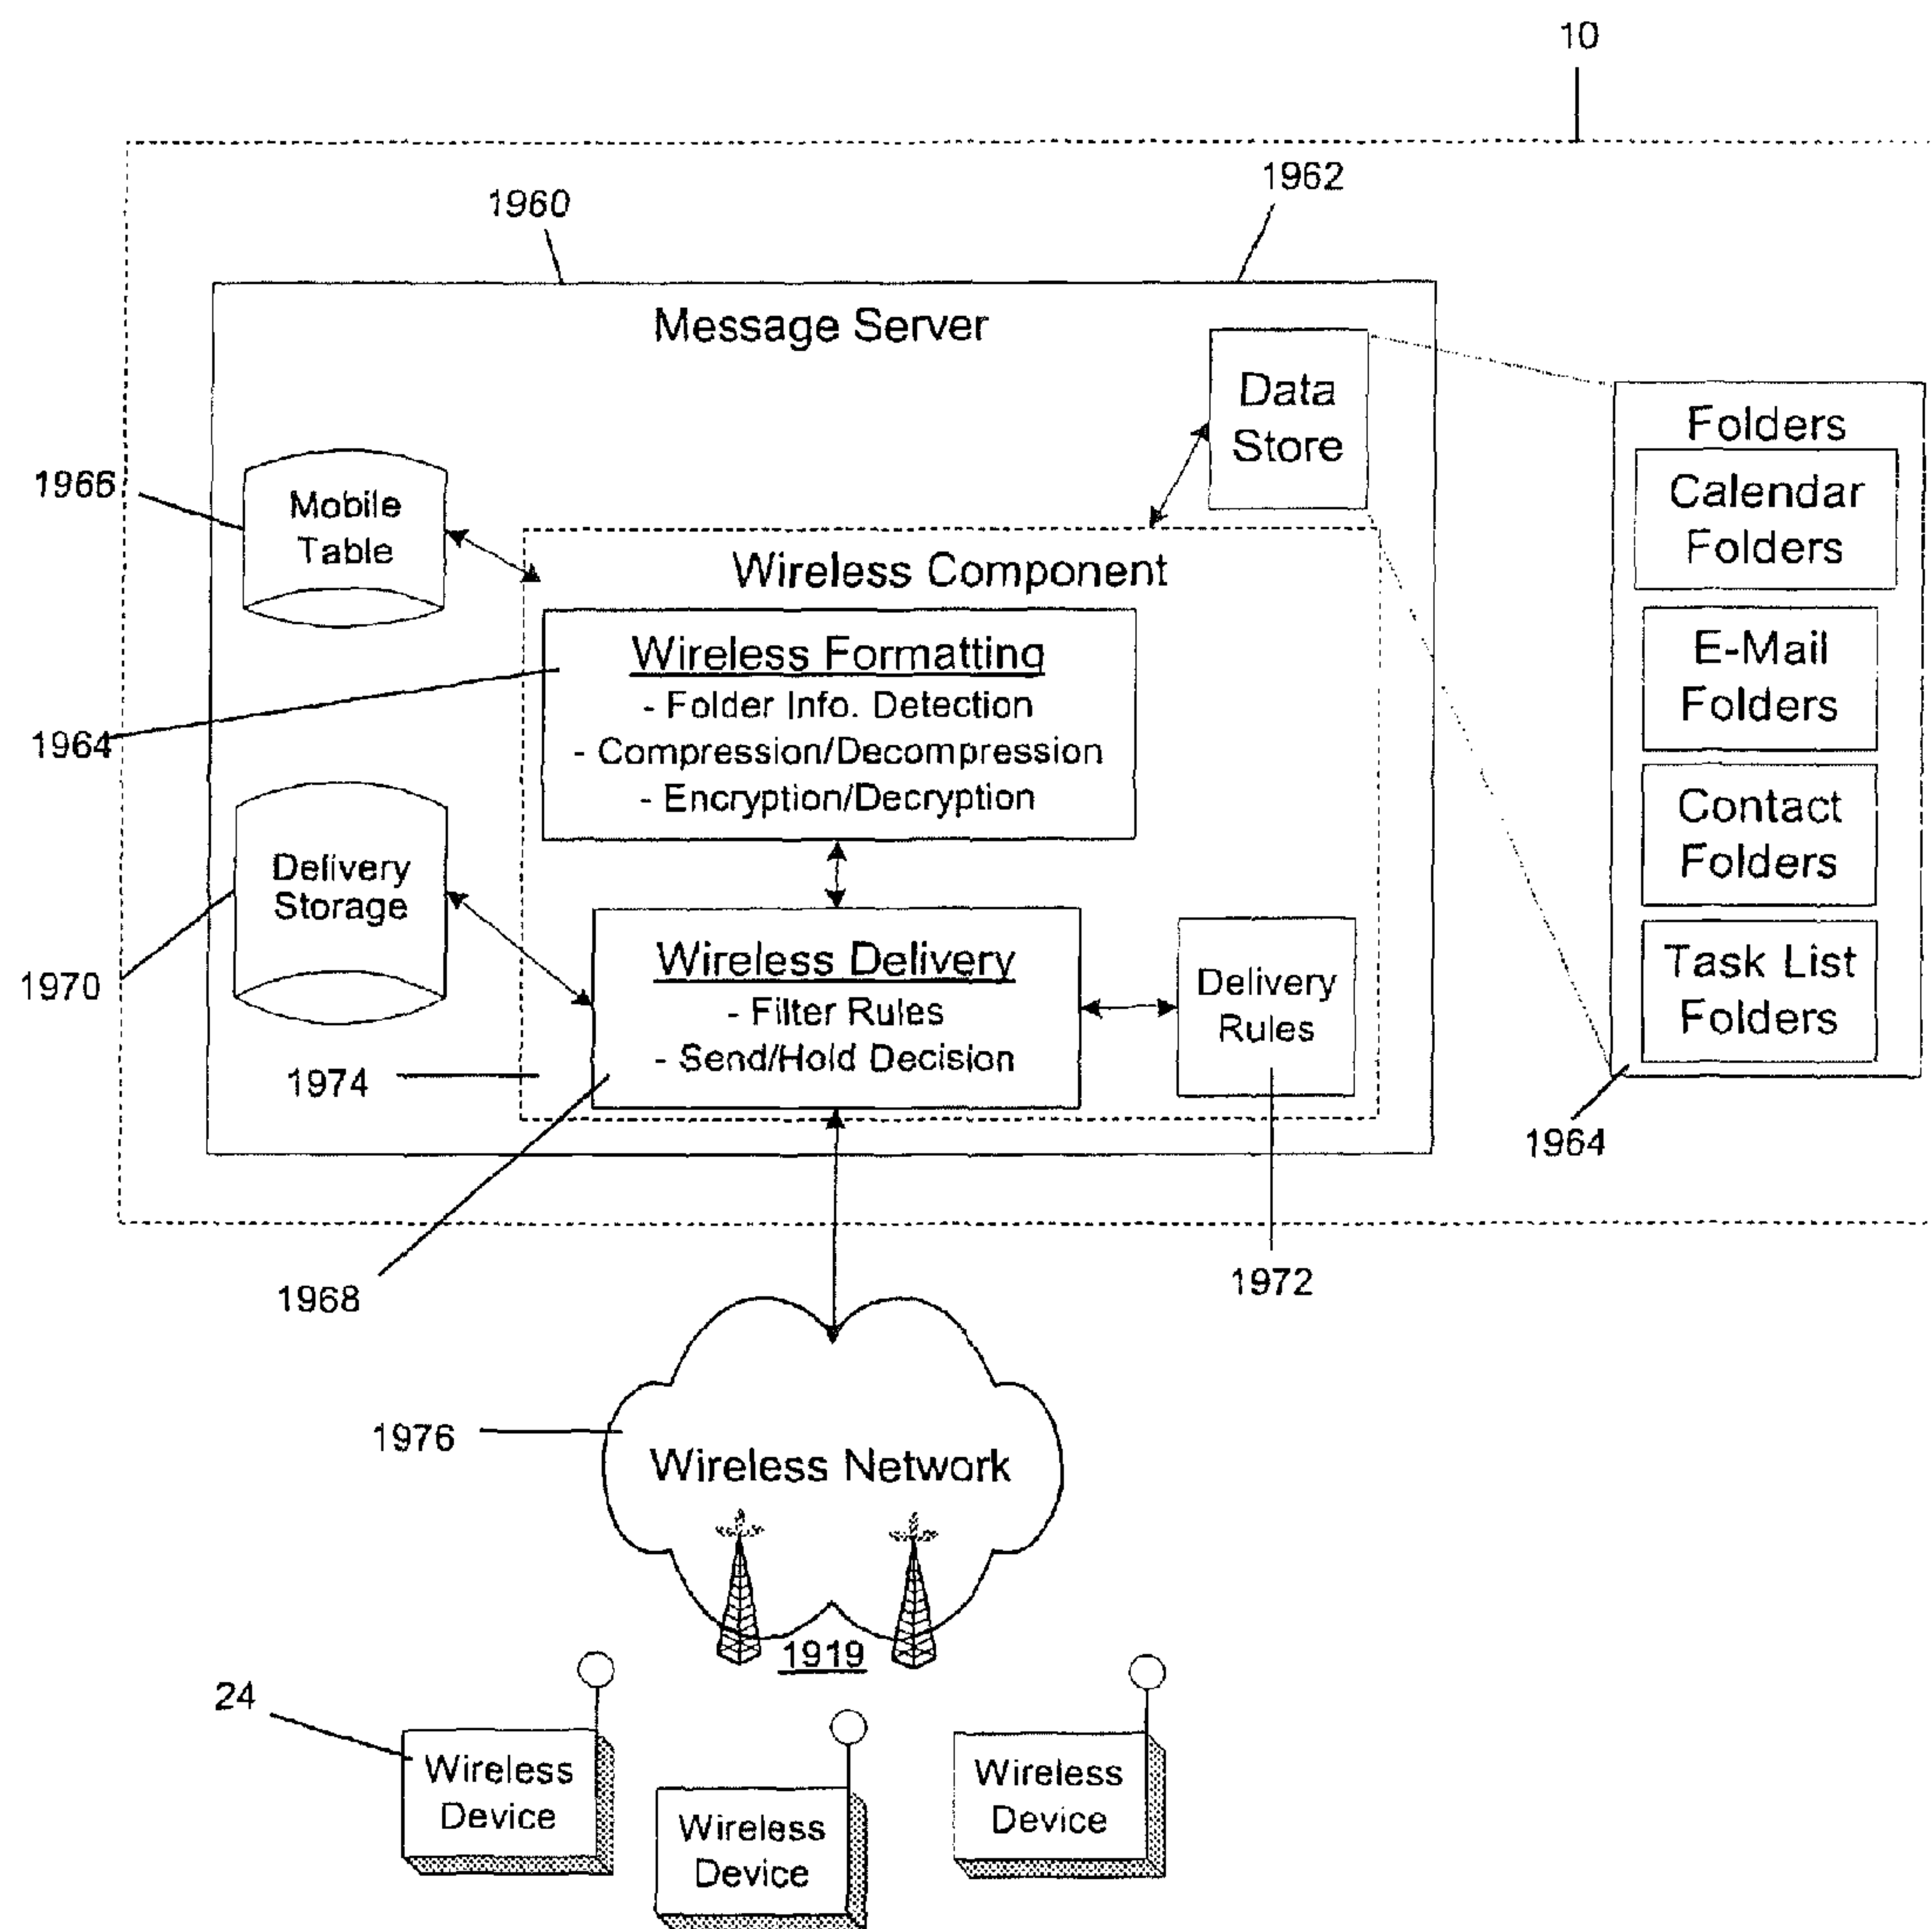 10
1960
1962
Message Server
Data
Store
Folders
Calendar
Folders
E-Mail
Folders
Contact
Folders
Task List
Folders
1964
1966
Mobile
Table
Wireless Component
Wireless Formatting
- Folder Info. Detection
- Compression/Decompression
- Encryption/Decryption
1964
Delivery
Storage
1970
Wireless Delivery
- Filter Rules
- Send/Hold Decision
Delivery
Rules
1974
1968
1972
1976
Wireless Network
1919
24
Wireless
Device
Wireless
Device
Wireless
Device